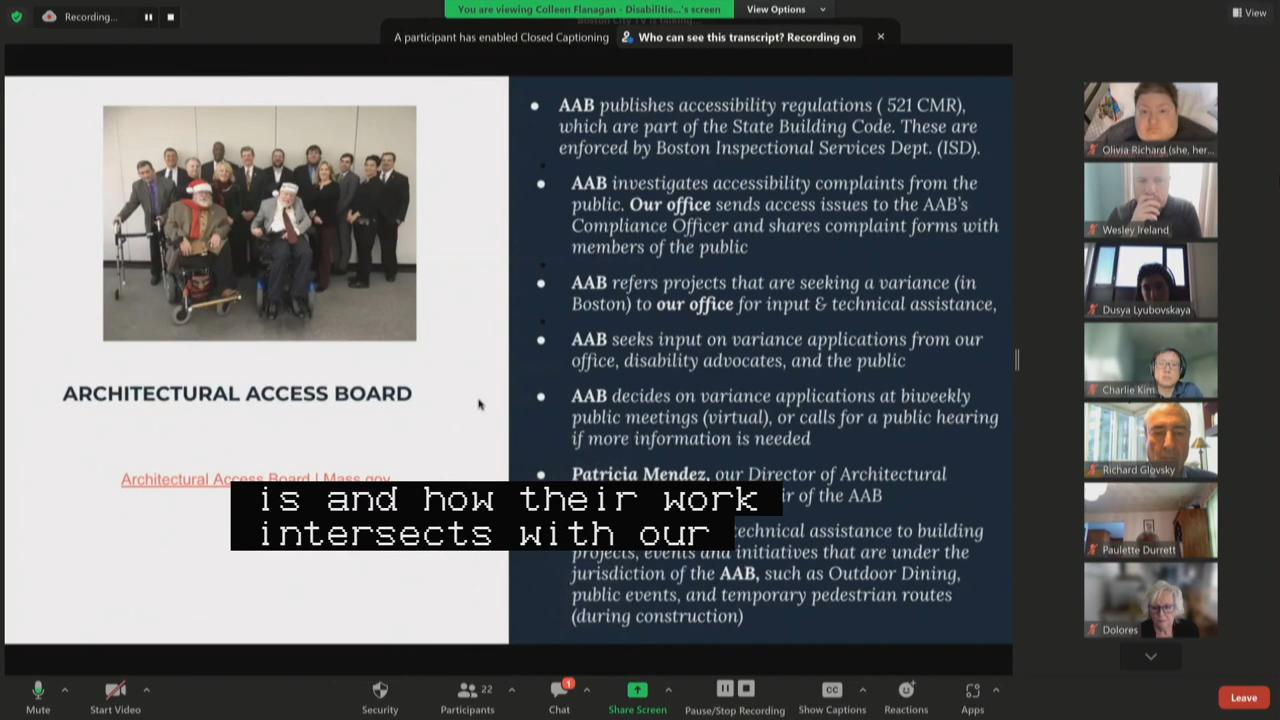 Recording...
You are viewing Colleen Flanagan - Disabilitie...'s screen
View Options
View
A participant has enabled Closed Captioning
Who can see this transcript? Recording on
ARCHITECTURAL ACCESS BOARD
Architectural Access Board | Mass.gov
AAB publishes accessibility regulations ( 521 CMR),
which are part of the State Building Code. These are
enforced by Boston Inspectional Services Dept. (ISD).
AAB investigates accessibility complaints from the
public. Our office sends access issues to the AAB's
Compliance Officer and shares complaint forms with
members of the public
AAB refers projects that are seeking a variance (in
Boston) to our office for input & technical assistance,
AAB seeks input on variance applications from our
office, disability advocates, and the public
AAB decides on variance applications at biweekly
public meetings (virtual), or calls for a public hearing
if more information is needed
Patricia Mendez, our Director of Architectural
of the AAB
technical assistance to building
projects, events and initiatives that are under the
jurisdiction of the AAB, such as Outdoor Dining,
public events, and temporary pedestrian routes
(during construction)
is and how their work
intersects with our
Olivia Richard (she, her...
Wesley Ireland
Dusya Lyubovskaya
Charlie Kim
Richard Glovsky
Paulette Durrett
Dolores
Mute
Start Video
Security
Participants
22
Chat
1
Share Screen
Pause/Stop Recording
CC
Show Captions
Reactions
Apps
Leave